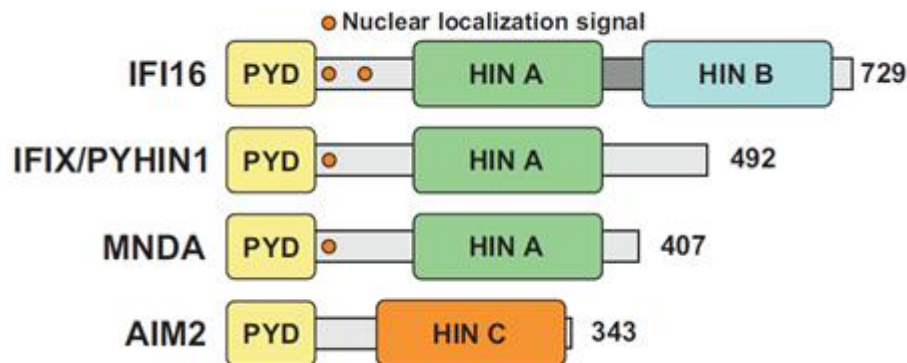 Nuclear localization signal
IFI16 PYD HIN A HIN B 729
IFIX/PYHIN1 PYD HIN A 492
MNDA PYD HIN A 407
AIM2 PYD HIN C 343